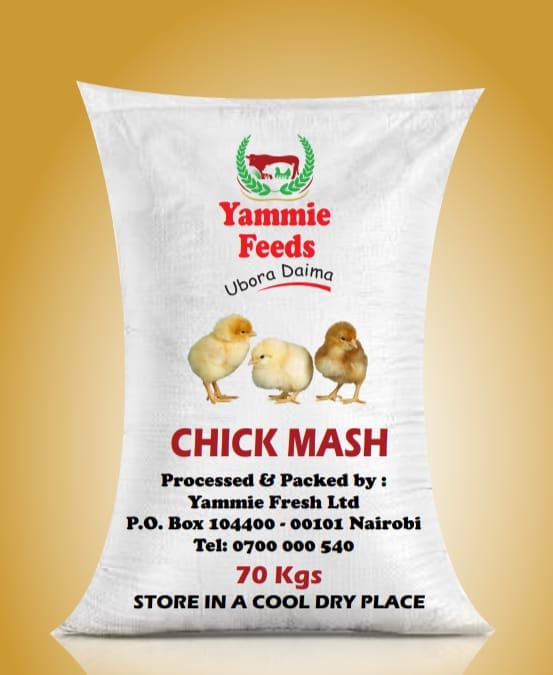 Yammie
Feeds
Ubora Daima
CHICK MASH
Processed & Packed by :
Yammie Fresh Ltd
P.O. Box 104400 - 00101 Nairobi
Tel: 0700 000 540
70 Kgs
STORE IN A COOL DRY PLACE